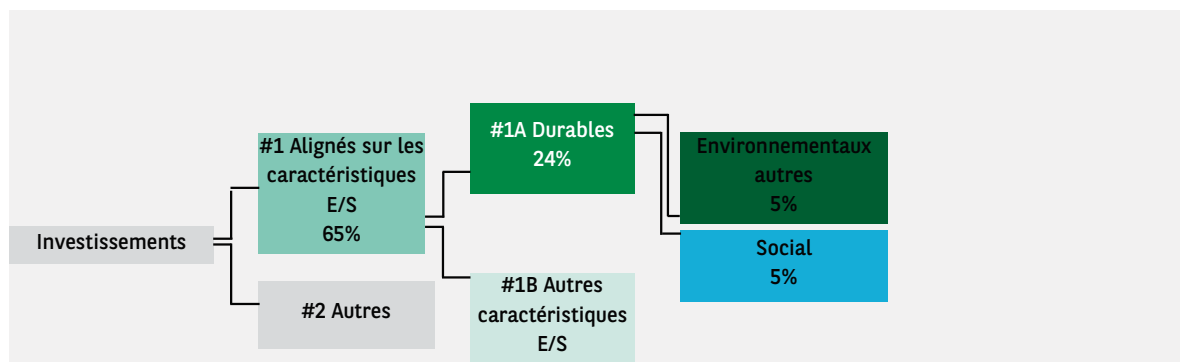 Investissements
#1 Alignés sur les
caractéristiques
E/S
65%
#2 Autres
#1A Durables
24%
#1B Autres
caractéristiques
E/S
Environnementaux
autres
5%
Social
5%